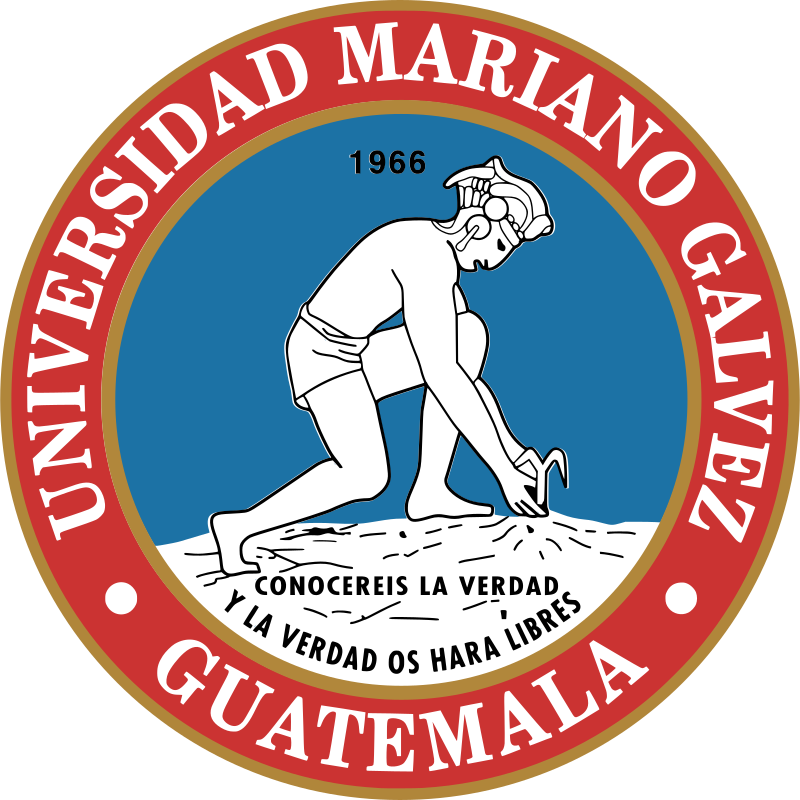 UNIVERSIDAD MARIANO GALVEZ
1966
CONOCEREIS LA VERDAD
Y LA VERDAD OS HARA LIBRES
GUATEMALA